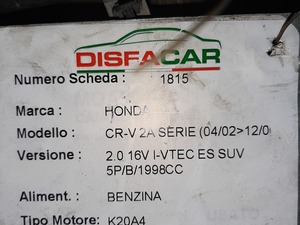 DISFACAR
Numero Scheda : 1815
Marca : HONDA
Modello : CR-V 2A SERIE (04/02>12/0
Versione : 2.0 16V I-VTEC ES SUV
5P/B/1998CC
Aliment. : BENZINA
Tipo Motore: K20A4